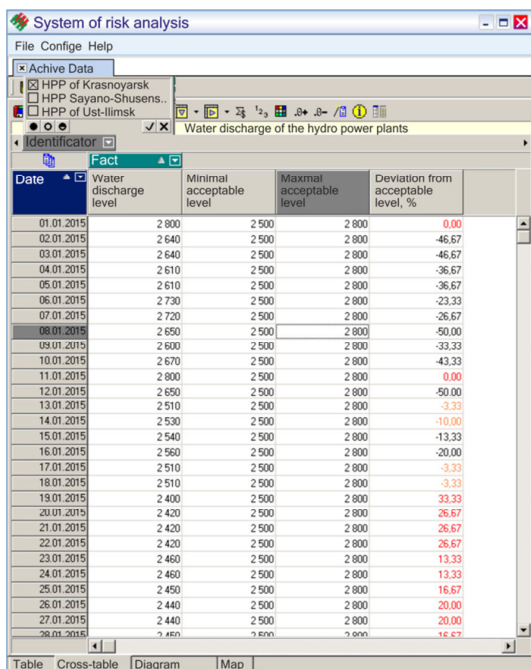 System of risk analysis
File Confige Help
Achive Data
HPP of Krasnoyarsk
HPP Sayano-Shusens..
HPP of Ust-Ilimsk
Water discharge of the hydro power plants
Identificator
Fact
Date Water discharge level Minimal acceptable level Maxmal acceptable level Deviation from acceptable level, %
01.01.2015 2 800 2 500 2 800 0,00
02.01.2015 2 640 2 500 2 800 -46,67
03.01.2015 2 640 2 500 2 800 -46,67
04.01.2015 2 610 2 500 2 800 -36,67
05.01.2015 2 610 2 500 2 800 -36,67
06.01.2015 2 730 2 500 2 800 -23,33
07.01.2015 2 720 2 500 2 800 -26,67
08.01.2015 2 650 2 500 2 800 -50,00
09.01.2015 2 600 2 500 2 800 -33,33
10.01.2015 2 670 2 500 2 800 -43,33
11.01.2015 2 800 2 500 2 800 0,00
12.01.2015 2 650 2 500 2 800 -50,00
13.01.2015 2 510 2 500 2 800 -3,33
14.01.2015 2 530 2 500 2 800 -10,00
15.01.2015 2 540 2 500 2 800 -13,33
16.01.2015 2 560 2 500 2 800 -20,00
17.01.2015 2 510 2 500 2 800 -3,33
18.01.2015 2 510 2 500 2 800 -3,33
19.01.2015 2 400 2 500 2 800 33,33
20.01.2015 2 420 2 500 2 800 26,67
21.01.2015 2 420 2 500 2 800 26,67
22.01.2015 2 420 2 500 2 800 26,67
23.01.2015 2 460 2 500 2 800 13,33
24.01.2015 2 460 2 500 2 800 13,33
25.01.2015 2 450 2 500 2 800 16,67
26.01.2015 2 440 2 500 2 800 20,00
27.01.2015 2 440 2 500 2 800 20,00
28.01.2015 2 450 2 500 2 800 16,67
Table Cross-table Diagram Map